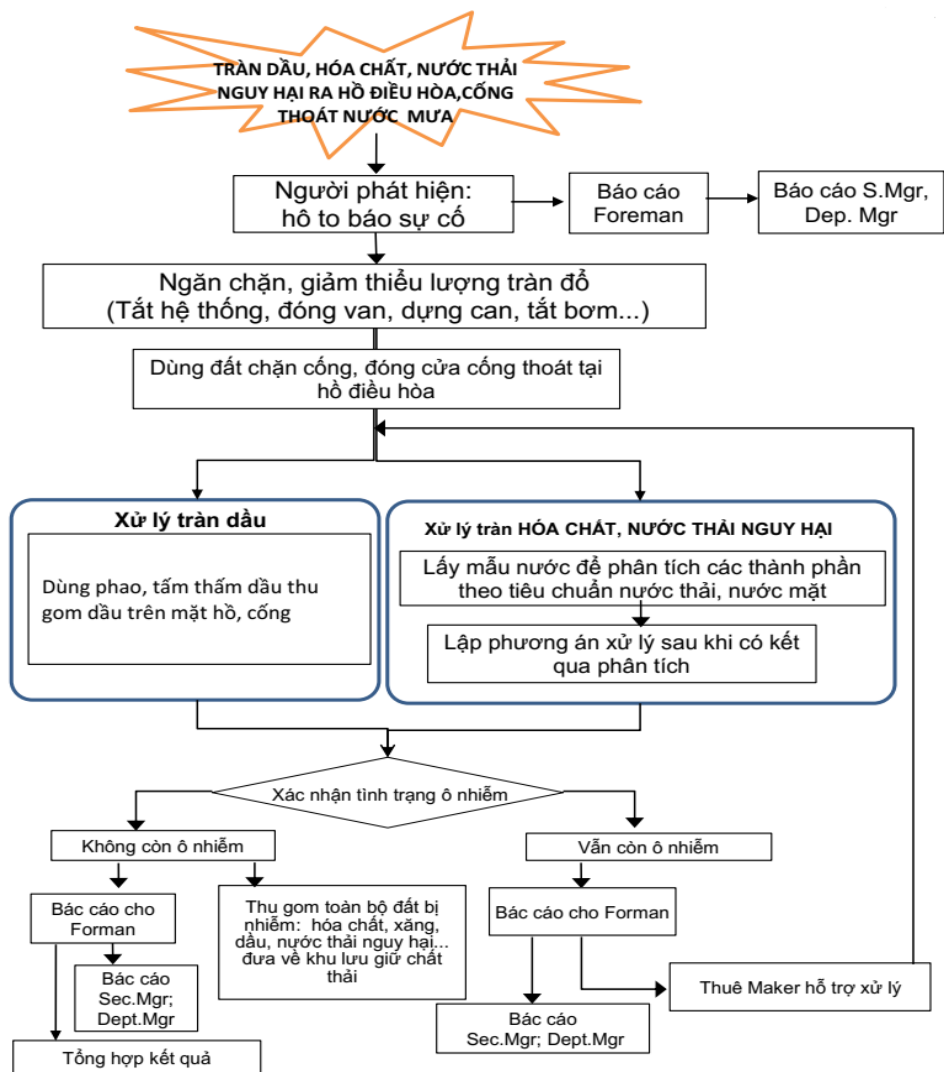 TRÀN DẦU, HÓA CHẤT, NƯỚC THẢI
NGUY HẠI RA HỒ ĐIỀU HÒA,CỐNG
THOÁT NƯỚC MƯA
Người phát hiện:
hô to báo sự cố
Báo cáo
Foreman
Báo cáo S.Mgr,
Dep. Mgr
Ngăn chặn, giảm thiểu lượng tràn đổ
(Tắt hệ thống, đóng van, dựng can, tắt bơm...)
Dùng đất chặn cống, đóng cửa cống thoát tại
hồ điều hòa
Xử lý tràn dầu
Dùng phao, tấm thấm dầu thu
gom dầu trên mặt hồ, cống
Xử lý tràn HÓA CHẤT, NƯỚC THẢI NGUY HẠI
Lấy mẫu nước để phân tích các thành phần
theo tiêu chuẩn nước thải, nước mặt
Lập phương án xử lý sau khi có kết
qua phân tích
Xác nhận tình trạng ô nhiễm
Không còn ô nhiễm
Vẫn còn ô nhiễm
Bác cáo cho
Forman
Thu gom toàn bộ đất bị
nhiễm: hóa chất, xăng,
dầu, nước thải nguy hại...
đưa về khu lưu giữ chất
thải
Bác cáo cho Forman
Bác cáo
Sec.Mgr;
Dept.Mgr
Thuê Maker hỗ trợ xử lý
Bác cáo
Sec.Mgr; Dept.Mgr
Tổng hợp kết quả